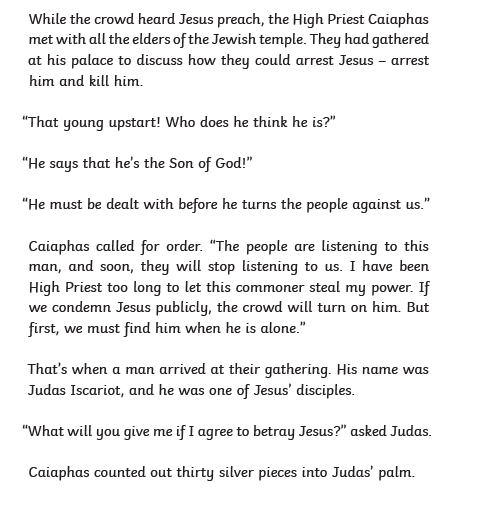 While the crowd heard Jesus preach, the High Priest Caiaphas
met with all the elders of the Jewish temple. They had gathered
at his palace to discuss how they could arrest Jesus – arrest
him and kill him.
“That young upstart! Who does he think he is?”
“He says that he’s the Son of God!”
“He must be dealt with before he turns the people against us.”
Caiaphas called for order. “The people are listening to this
man, and soon, they will stop listening to us. I have been
High Priest too long to let this commoner steal my power. If
we condemn Jesus publicly, the crowd will turn on him. But
first, we must find him when he is alone.”
That’s when a man arrived at their gathering. His name was
Judas Iscariot, and he was one of Jesus’ disciples.
“What will you give me if I agree to betray Jesus?” asked Judas.
Caiaphas counted out thirty silver pieces into Judas’ palm.